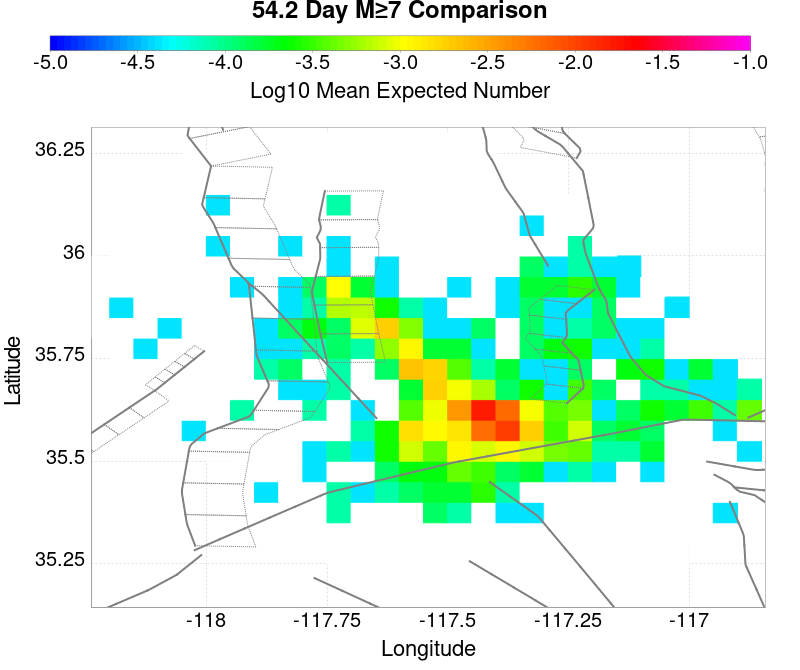 54.2 Day M≥7 Comparison
-5.0 -4.5 -4.0 -3.5 -3.0 -2.5 -2.0 -1.5 -1.0
Log10 Mean Expected Number
36.25
36
35.75
35.5
35.25
Latitude
-118 -117.75 -117.5 -117.25 -117
Longitude